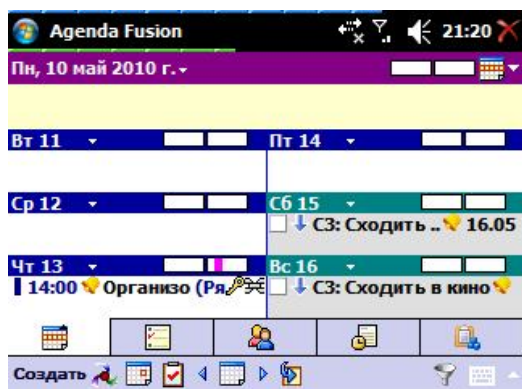 Agenda Fusion 21:20
Пн, 10 май 2010 г.
Вт 11 Пт 14
Ср 12 Сб 15
СЗ: Сходить .. 16.05
Чт 13 Вс 16
14:00 Организо (Ря СЗ: Сходить в кино
Создать